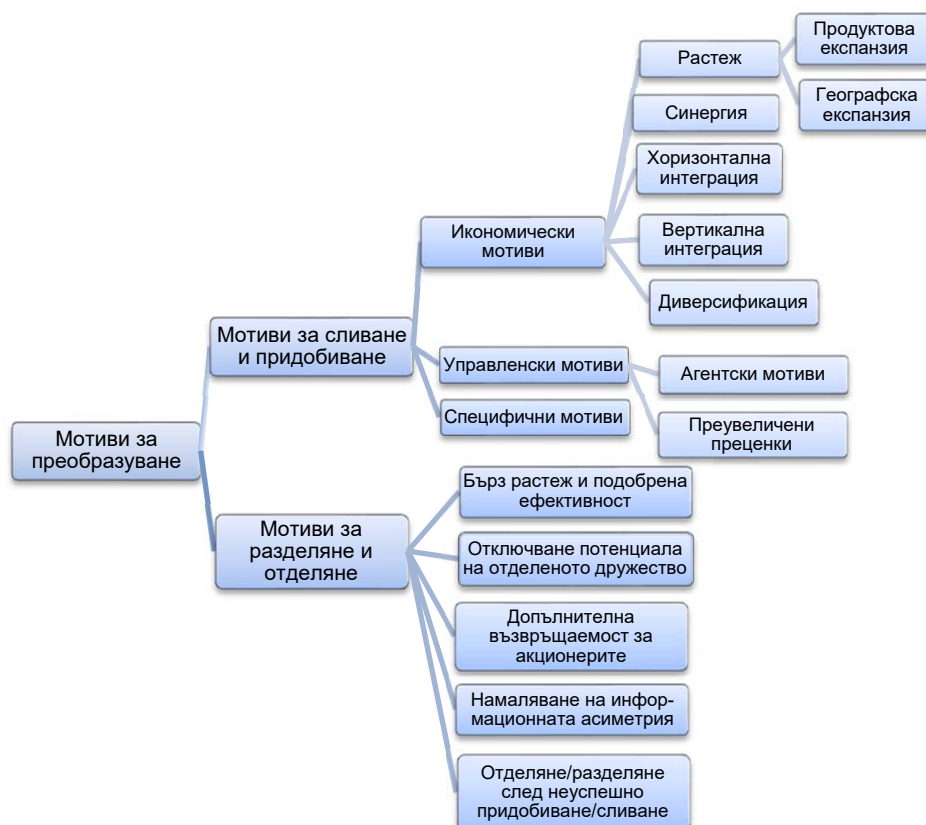 Продуктова
експанзия
Растеж
Географска
експанзия
Синергия
Хоризонтална
интеграция
Икономически
мотиви
Вертикална
интеграция
Диверсификация
Мотиви за сливане
и придобиване
Управленски мотиви
Агентски мотиви
Специфични мотиви
Преувеличени
преценки
Мотиви за
преобразуване
Бърз растеж и подобрена
ефективност
Мотиви за
разделяне и
отделяне
Отключване потенциала
на отделеното дружество
Допълнителна
възвръщаемост за
акционерите
Намаляване на инфор-
мационната асиметрия
Отделяне/разделяне
след неуспешно
придобиване/сливане